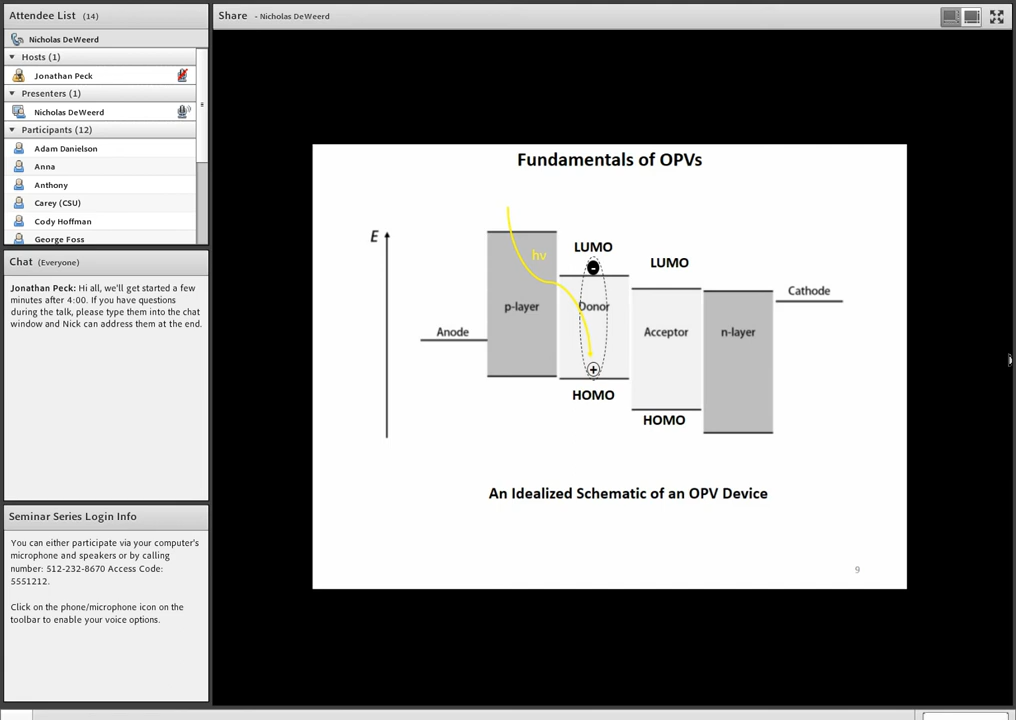 Attendee List (14)
Nicholas DeWeerd
Hosts (1)
Jonathan Peck
Presenters (1)
Nicholas DeWeerd
Participants (12)
Adam Danielson
Anna
Anthony
Carey (CSU)
Cody Hoffman
George Foss
Chat (Everyone)
Jonathan Peck: Hi all, we'll get started a few
minutes after 4:00. If you have questions
during the talk, please type them into the chat
window and Nick can address them at the end.
Seminar Series Login Info
You can either participate via your computer's
microphone and speakers or by calling
number: 512-232-8670 Access Code:
5551212.
Click on the phone/microphone icon on the
toolbar to enable your voice options.
Share - Nicholas DeWeerd
Fundamentals of OPVs
E
hν
LUMO
LUMO
-
Cathode
p-layer
Donor
Anode
Acceptor
n-layer
+
HOMO
HOMO
An Idealized Schematic of an OPV Device
9